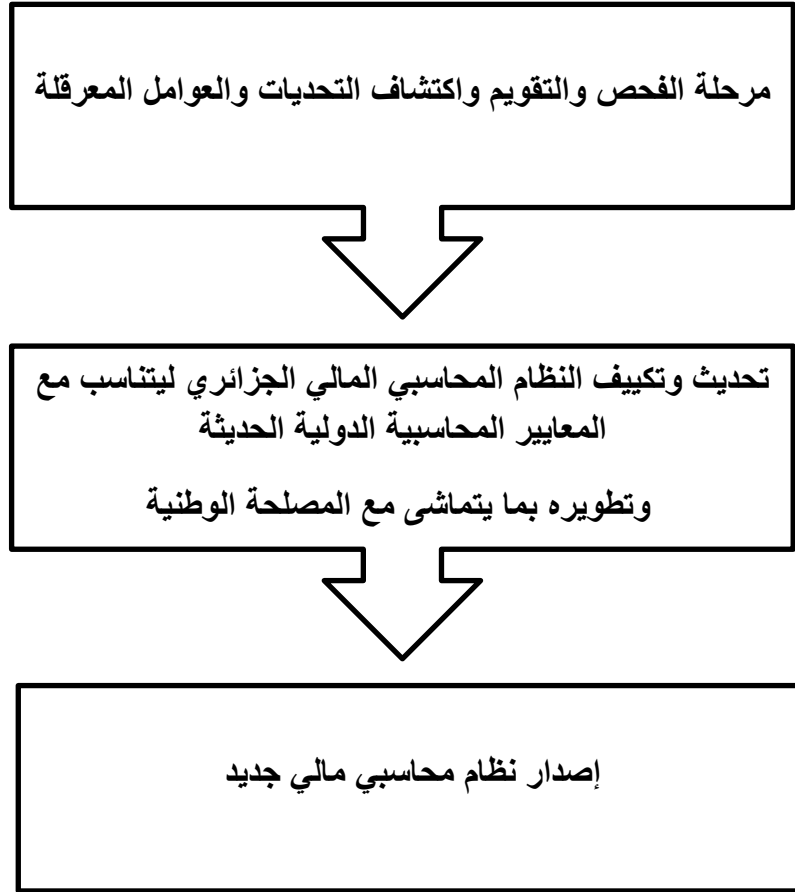 مرحلة الفحص والتقويم واكتشاف التحديات والعوامل المعرقلة
تحديث وتكييف النظام المحاسبي المالي الجزائري ليتناسب مع
المعايير المحاسبية الدولية الحديثة
وتطويره بما يتماشى مع المصلحة الوطنية
إصدار نظام محاسبي مالي جديد